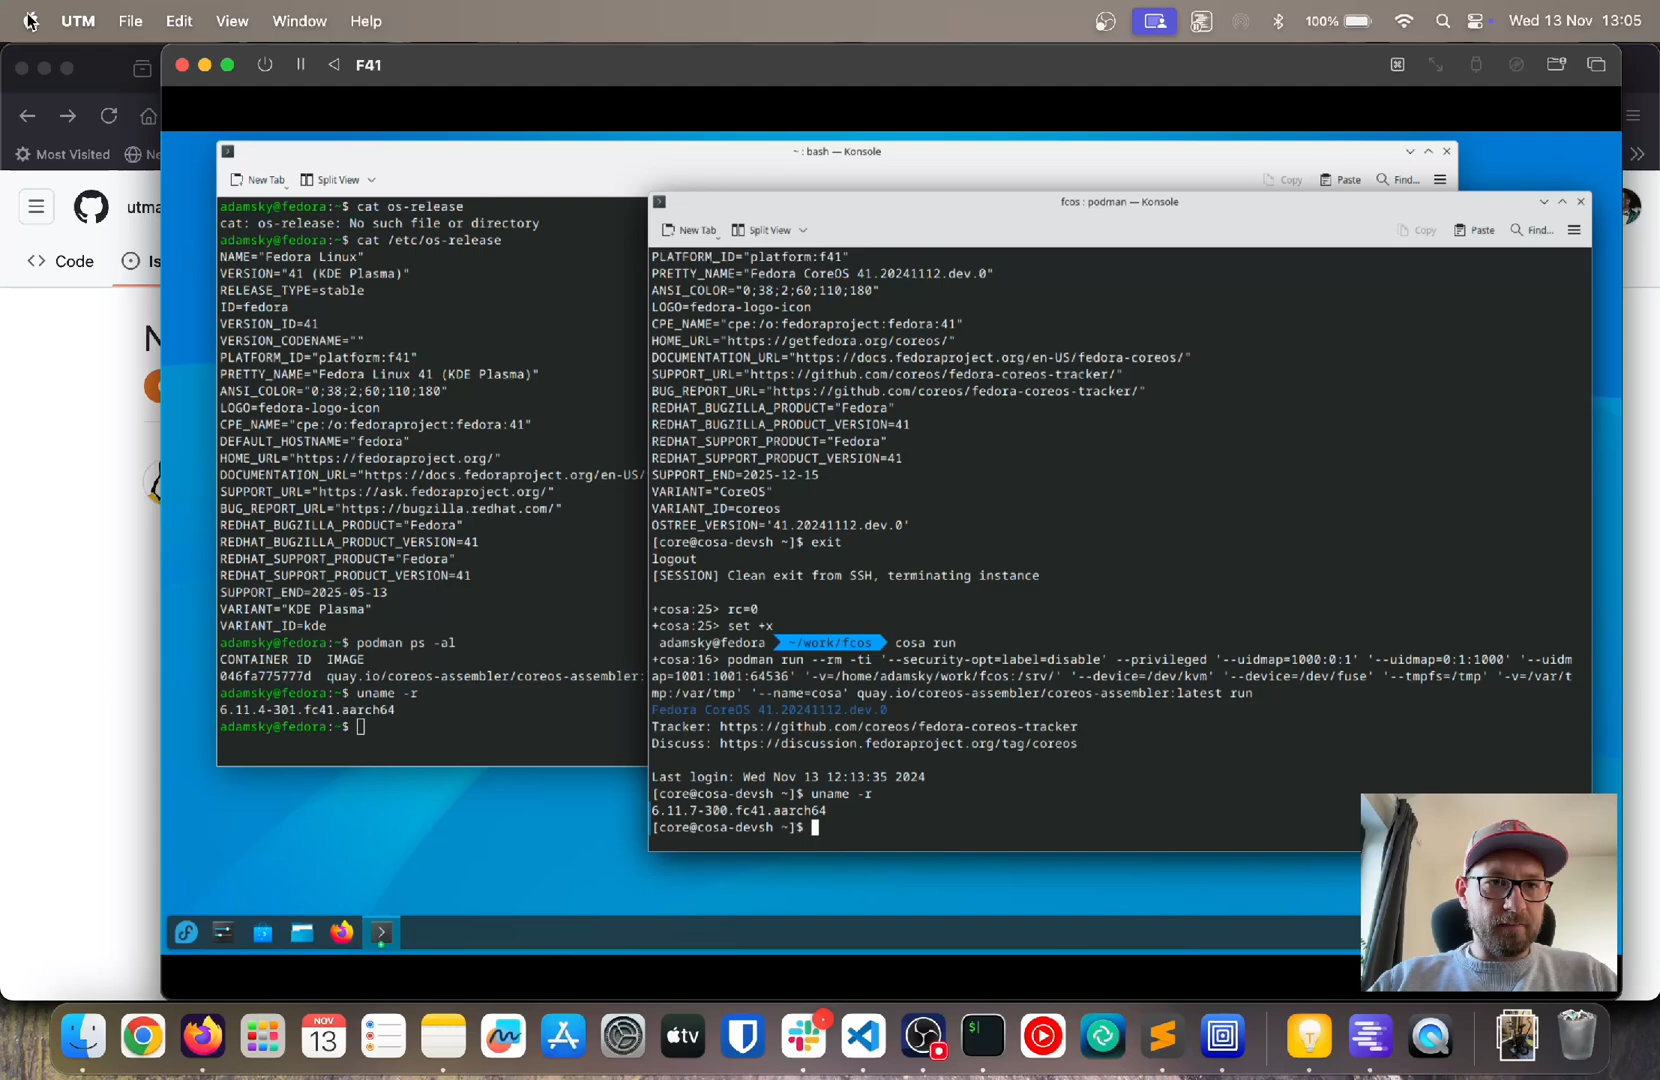 UTM File Edit View Window Help
100% Wed 13 Nov 13:05
F41
Most Visited
Ne
utma
Code
Is
N
~ : bash — Konsole
New Tab Split View Copy Paste Find...
adamsky@fedora:~$ cat os-release
cat: os-release: No such file or directory
adamsky@fedora:~$ cat /etc/os-release
NAME="Fedora Linux"
VERSION="41 (KDE Plasma)"
RELEASE_TYPE=stable
ID=fedora
VERSION_ID=41
VERSION_CODENAME=""
PLATFORM_ID="platform:f41"
PRETTY_NAME="Fedora Linux 41 (KDE Plasma)"
ANSI_COLOR="0;38;2;60;110;180"
LOGO=fedora-logo-icon
CPE_NAME="cpe:/o:fedoraproject:fedora:41"
DEFAULT_HOSTNAME="fedora"
HOME_URL="https://fedoraproject.org/"
DOCUMENTATION_URL="https://docs.fedoraproject.org/en-US/
SUPPORT_URL="https://ask.fedoraproject.org/"
BUG_REPORT_URL="https://bugzilla.redhat.com/"
REDHAT_BUGZILLA_PRODUCT="Fedora"
REDHAT_BUGZILLA_PRODUCT_VERSION=41
REDHAT_SUPPORT_PRODUCT="Fedora"
REDHAT_SUPPORT_PRODUCT_VERSION=41
SUPPORT_END=2025-05-13
VARIANT="KDE Plasma"
VARIANT_ID=kde
adamsky@fedora:~$ podman ps -al
CONTAINER ID IMAGE
046fa775777d quay.io/coreos-assembler/coreos-assembler:
adamsky@fedora:~$ uname -r
6.11.4-301.fc41.aarch64
adamsky@fedora:~$
fcos : podman — Konsole
New Tab Split View Copy Paste Find...
PLATFORM_ID="platform:f41"
PRETTY_NAME="Fedora CoreOS 41.20241112.dev.0"
ANSI_COLOR="0;38;2;60;110;180"
LOGO=fedora-logo-icon
CPE_NAME="cpe:/o:fedoraproject:fedora:41"
HOME_URL="https://getfedora.org/coreos/"
DOCUMENTATION_URL="https://docs.fedoraproject.org/en-US/fedora-coreos/"
SUPPORT_URL="https://github.com/coreos/fedora-coreos-tracker/"
BUG_REPORT_URL="https://github.com/coreos/fedora-coreos-tracker/"
REDHAT_BUGZILLA_PRODUCT="Fedora"
REDHAT_BUGZILLA_PRODUCT_VERSION=41
REDHAT_SUPPORT_PRODUCT="Fedora"
REDHAT_SUPPORT_PRODUCT_VERSION=41
SUPPORT_END=2025-12-15
VARIANT="CoreOS"
VARIANT_ID=coreos
OSTREE_VERSION='41.20241112.dev.0'
[core@cosa-devsh ~]$ exit
logout
[SESSION] Clean exit from SSH, terminating instance
+cosa:25> rc=0
+cosa:25> set +x
adamsky@fedora ~/work/fcos cosa run
+cosa:16> podman run --rm -ti '--security-opt=label=disable' --privileged '--uidmap=1000:0:1' '--uidmap=0:1:1000' '--uidm
ap=1001:1001:64536' '-v=/home/adamsky/work/fcos:/srv/' '--device=/dev/kvm' '--device=/dev/fuse' '--tmpfs=/tmp' '-v=/var/t
mp:/var/tmp' '--name=cosa' quay.io/coreos-assembler/coreos-assembler:latest run
Fedora CoreOS 41.20241112.dev.0
Tracker: https://github.com/coreos/fedora-coreos-tracker
Discuss: https://discussion.fedoraproject.org/tag/coreos
Last login: Wed Nov 13 12:13:35 2024
[core@cosa-devsh ~]$ uname -r
6.11.7-300.fc41.aarch64
[core@cosa-devsh ~]$
NOV
13
tv
$|